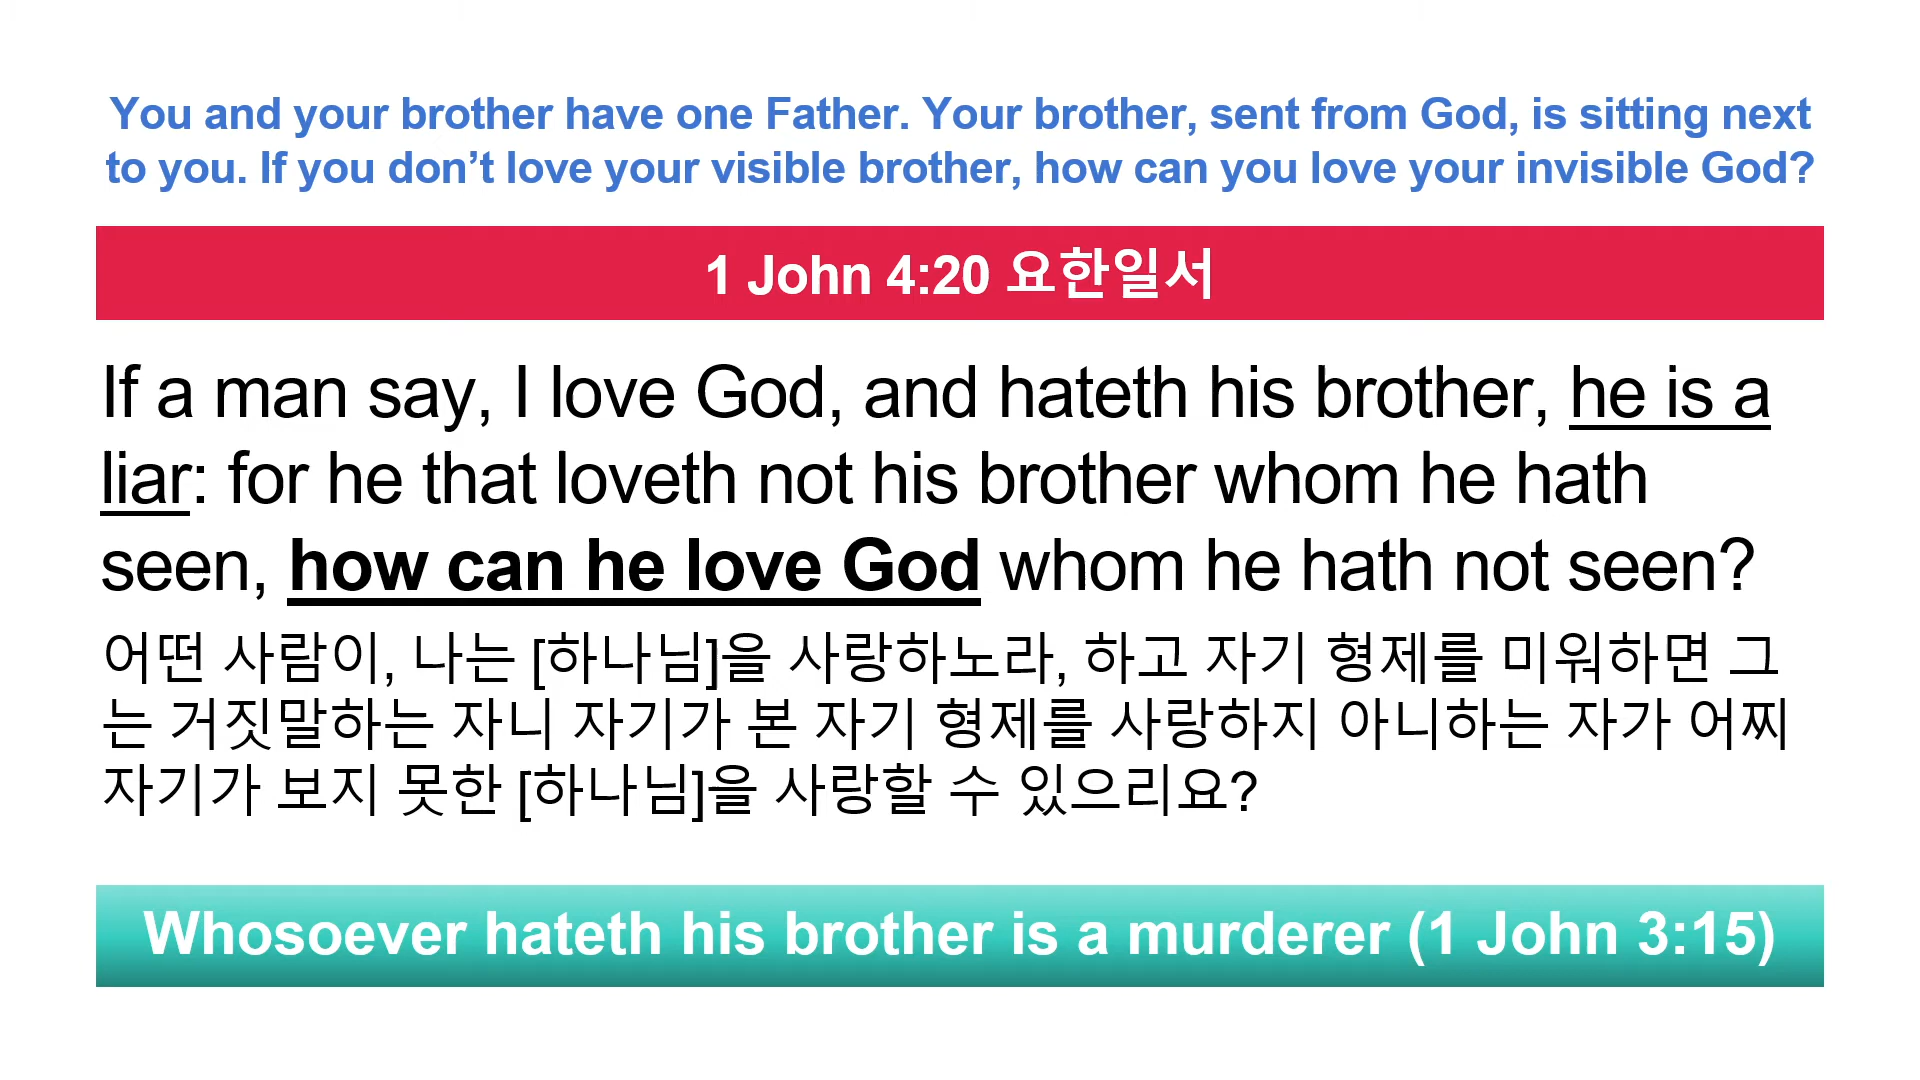 You and your brother have one Father. Your brother, sent from God, is sitting next
to you. If you don’t love your visible brother, how can you love your invisible God?
1 John 4:20 요한일서
If a man say, I love God, and hateth his brother, he is a
liar: for he that loveth not his brother whom he hath
seen, how can he love God whom he hath not seen?
어떤 사람이, 나는 [하나님]을 사랑하노라, 하고 자기 형제를 미워하면 그
는 거짓말하는 자니 자기가 본 자기 형제를 사랑하지 아니하는 자가 어찌
자기가 보지 못한 [하나님]을 사랑할 수 있으리요?
Whosoever hateth his brother is a murderer (1 John 3:15)